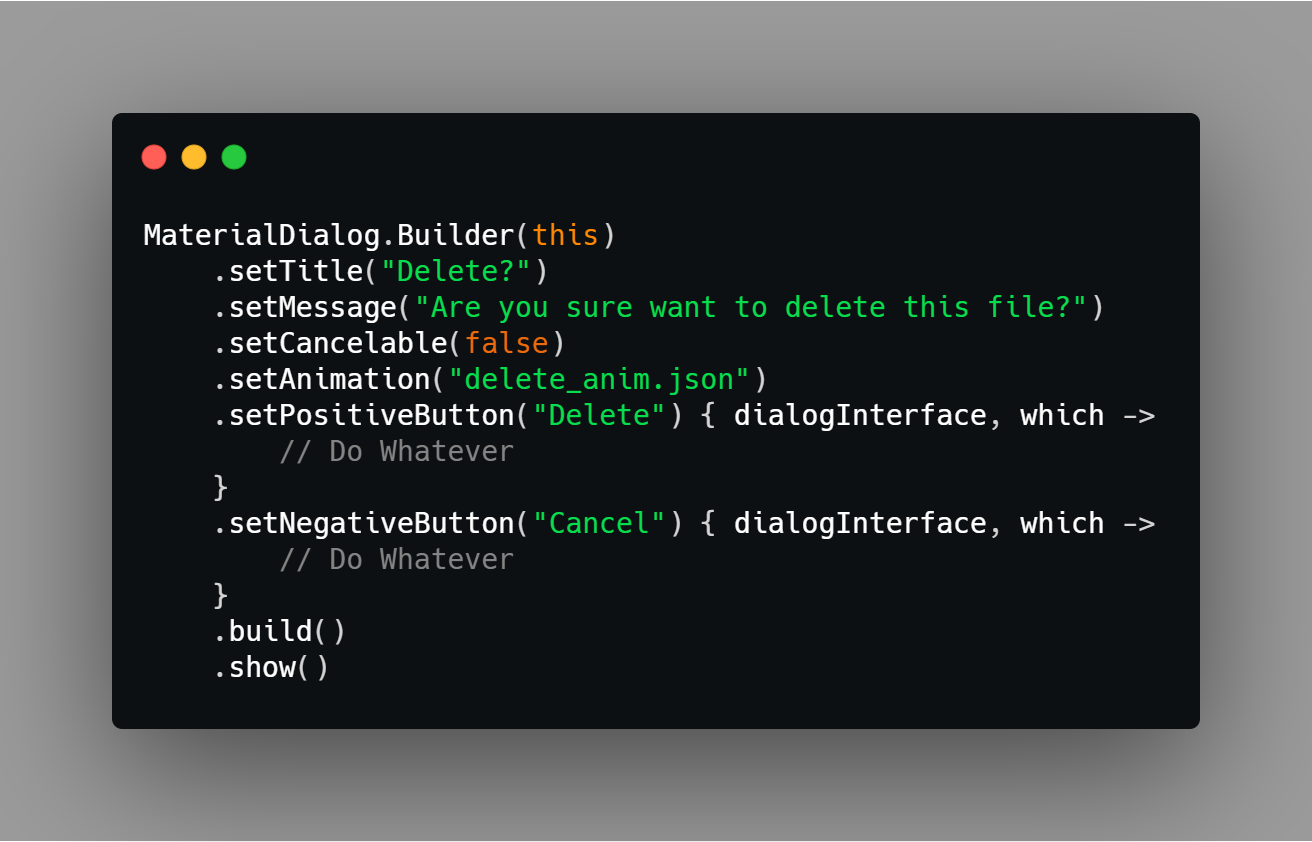 MaterialDialog.Builder(this)
    .setTitle("Delete?")
    .setMessage("Are you sure want to delete this file?")
    .setCancelable(false)
    .setAnimation("delete_anim.json")
    .setPositiveButton("Delete") { dialogInterface, which ->
        // Do Whatever
    }
    .setNegativeButton("Cancel") { dialogInterface, which ->
        // Do Whatever
    }
    .build()
    .show()